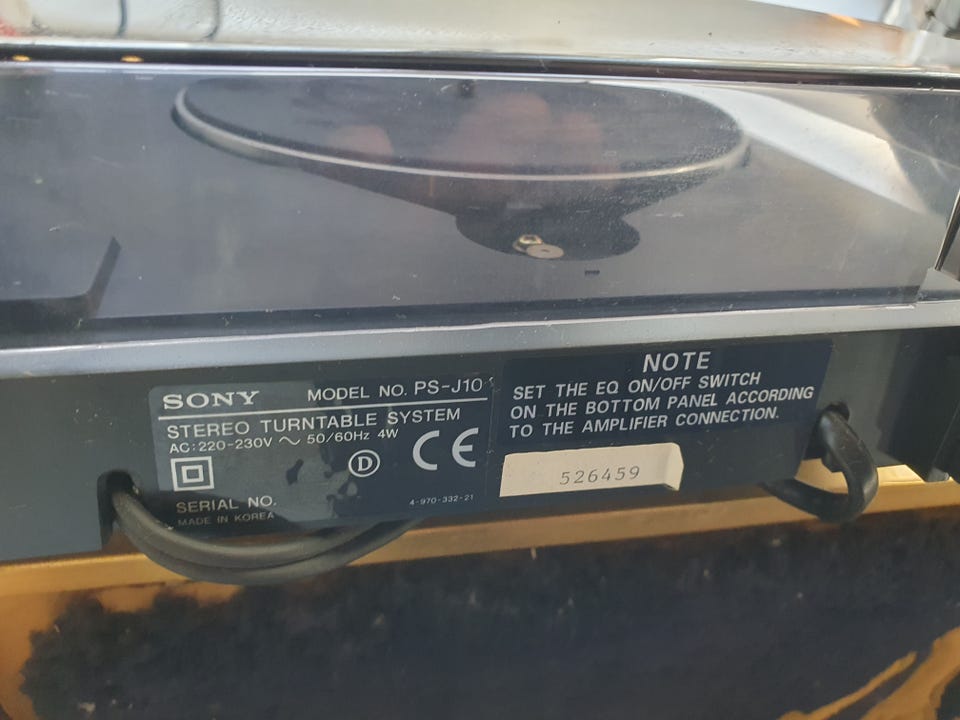 SONY MODEL NO. PS-J10
STEREO TURNTABLE SYSTEM
AC: 220-230V ~ 50/60Hz 4W
D CE
SERIAL NO.
MADE IN KOREA
4-970-332-21
NOTE
SET THE EQ ON/OFF SWITCH
ON THE BOTTOM PANEL ACCORDING
TO THE AMPLIFIER CONNECTION.
526459